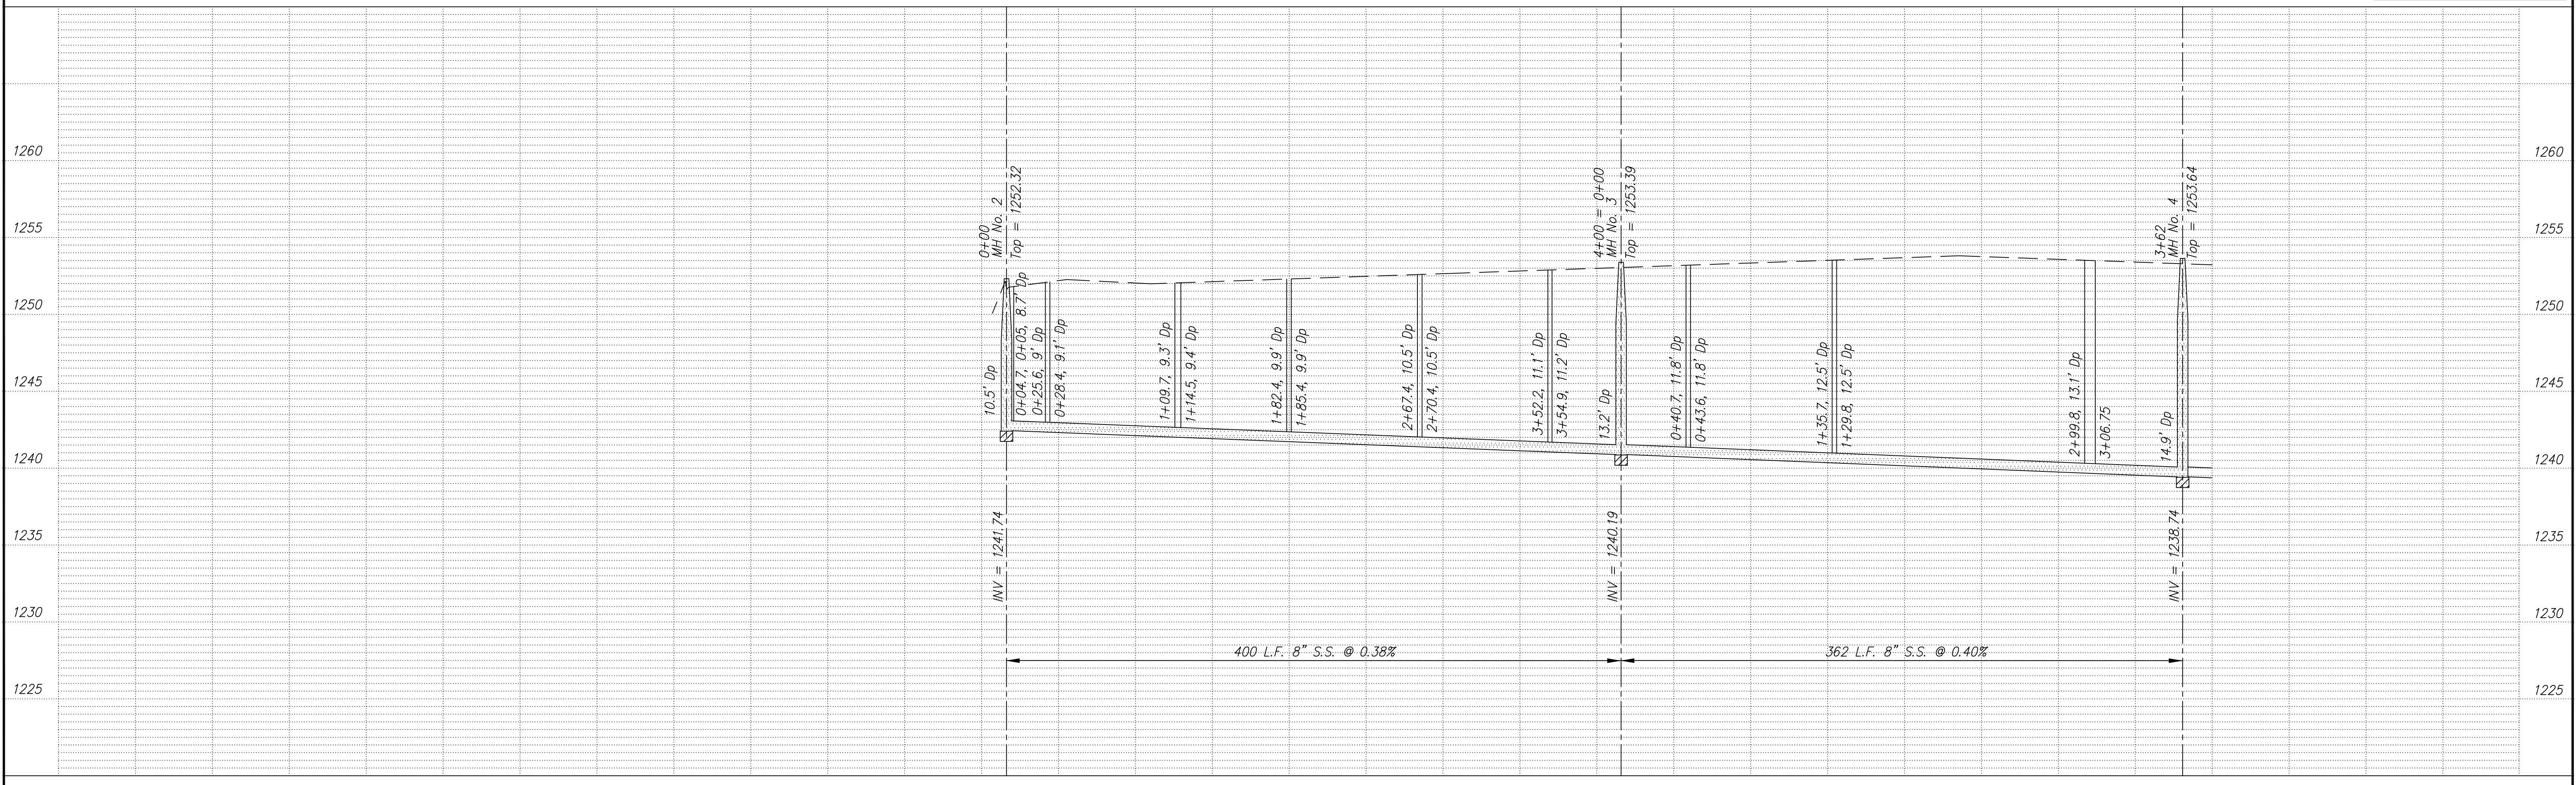 1260
1255
1250
1245
1240
1235
1230
1225
0+00
MH No. 2
Top = 1252.32
4+00 = 0+00
MH No. 3
Top = 1253.39
3+62
MH No. 4
Top = 1253.64
10.5' Dp
0+04.7, 0+05, 8.7' Dp
0+25.6, 9' Dp
0+28.4, 9.1' Dp
1+09.7, 9.3' Dp
1+14.5, 9.4' Dp
1+82.4, 9.9' Dp
1+85.4, 9.9' Dp
2+67.4, 10.5' Dp
2+70.4, 10.5' Dp
3+52.2, 11.1' Dp
3+54.9, 11.2' Dp
13.2' Dp
0+40.7, 11.8' Dp
0+43.6, 11.8' Dp
1+35.7, 12.5' Dp
1+29.8, 12.5' Dp
2+99.8, 13.1' Dp
3+06.75
14.9' Dp
INV = 1241.74
INV = 1240.19
INV = 1238.74
400 L.F. 8" S.S. @ 0.38%
362 L.F. 8" S.S. @ 0.40%
1260
1255
1250
1245
1240
1235
1230
1225